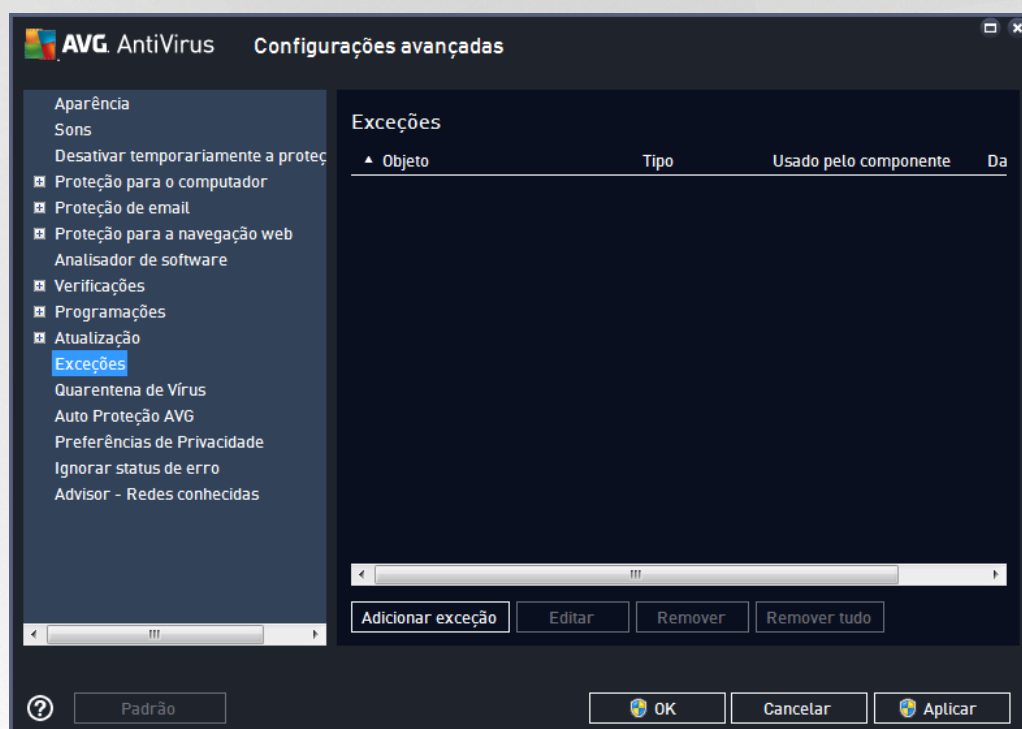 AVG. AntiVirus Configurações avançadas
Aparência
Sons
Desativar temporariamente a proteç
Proteção para o computador
Proteção de email
Proteção para a navegação web
Analisador de software
Verificações
Programações
Atualização
Exceções
Quarentena de Vírus
Auto Proteção AVG
Preferências de Privacidade
Ignorar status de erro
Advisor - Redes conhecidas
Exceções
Objeto Tipo Usado pelo componente Da
Adicionar exceção Editar Remover Remover tudo
? Padrão OK Cancelar Aplicar